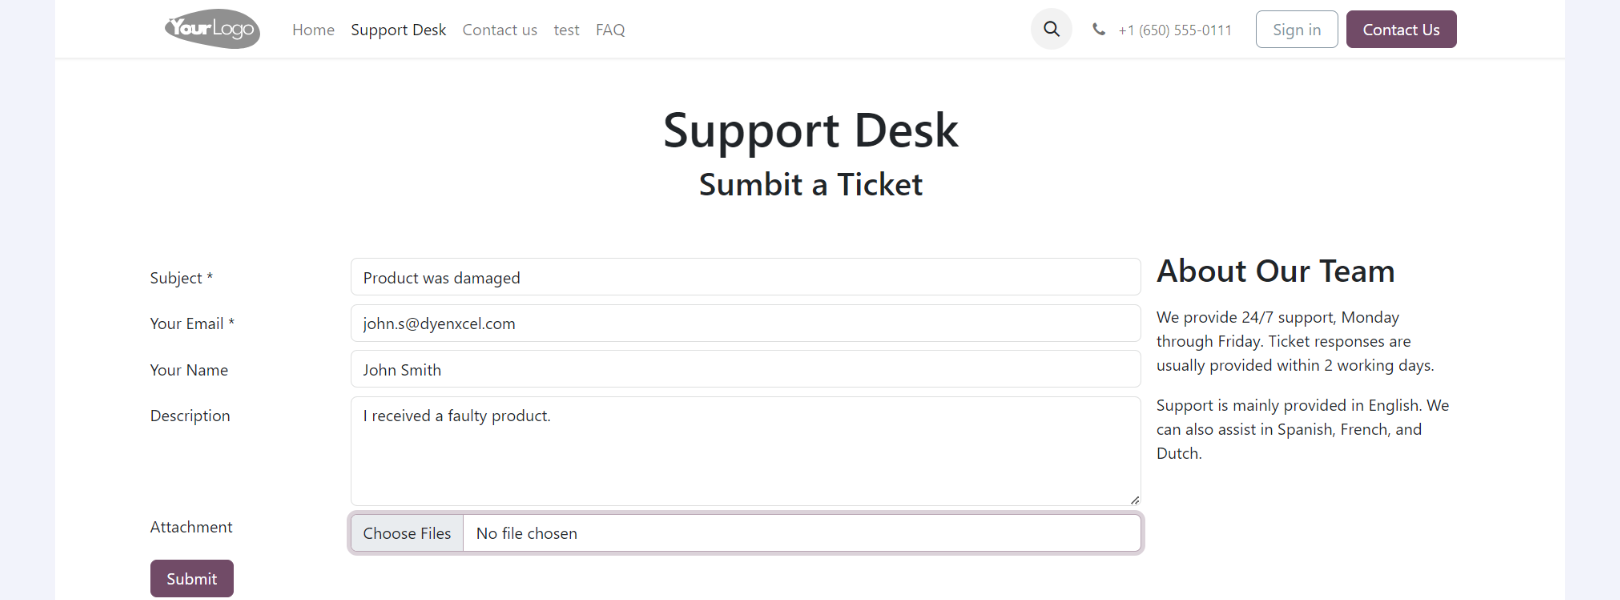 YourLogo Home Support Desk Contact us test FAQ +1 (650) 555-0111 Sign in Contact Us
Support Desk
Sumbit a Ticket
Subject * Product was damaged
Your Email * john.s@dyenxcel.com
Your Name John Smith
Description I received a faulty product.
Attachment Choose Files No file chosen
Submit
About Our Team
We provide 24/7 support, Monday
through Friday. Ticket responses are
usually provided within 2 working days.
Support is mainly provided in English. We
can also assist in Spanish, French, and
Dutch.